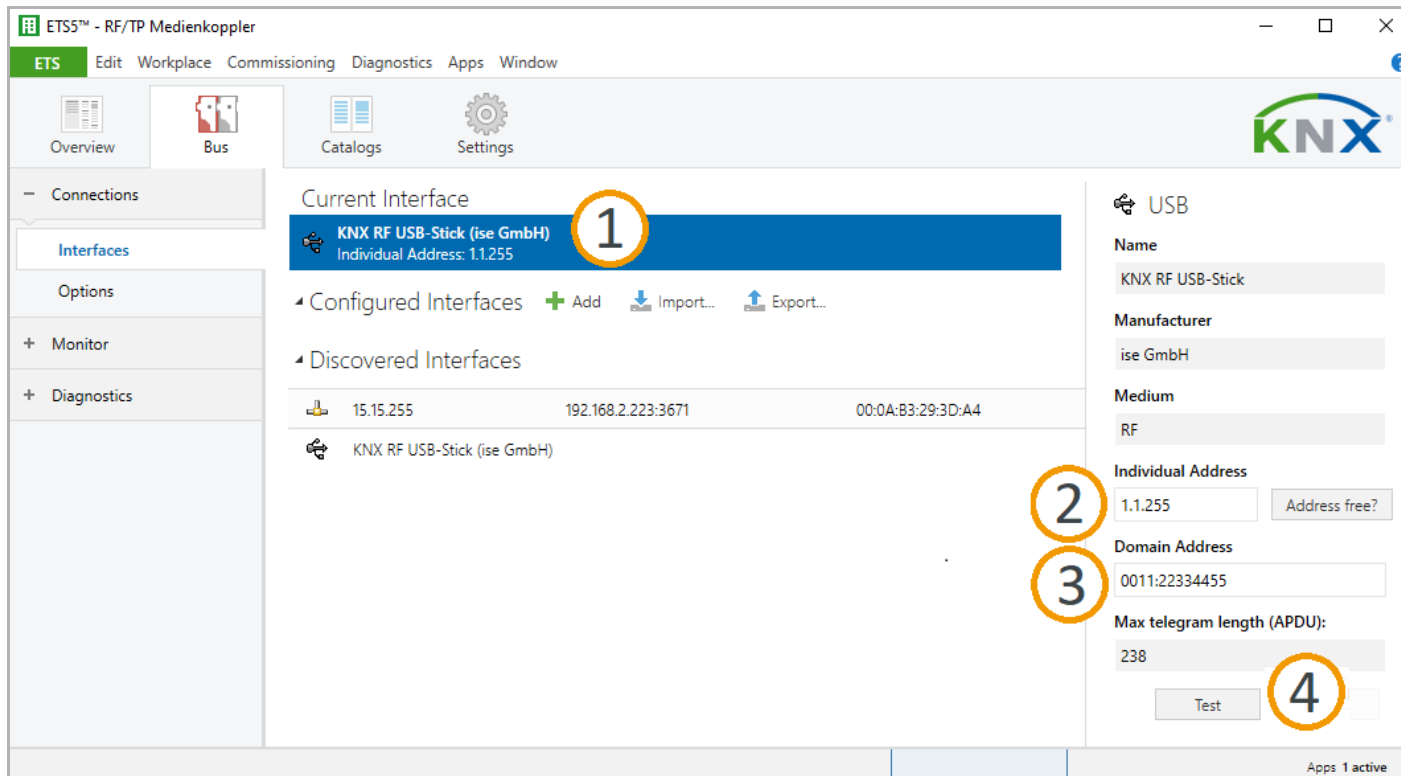 ETS5™ - RF/TP Medienkoppler
ETS Edit Workplace Commissioning Diagnostics Apps Window ?
Overview Bus Catalogs Settings
KNX®
− Connections
Interfaces
Options
+ Monitor
+ Diagnostics
Current Interface
KNX RF USB-Stick (ise GmbH)
Individual Address: 1.1.255
1
Configured Interfaces + Add Import... Export...
Discovered Interfaces
15.15.255 192.168.2.223:3671 00:0A:B3:29:3D:A4
KNX RF USB-Stick (ise GmbH)
USB
Name
KNX RF USB-Stick
Manufacturer
ise GmbH
Medium
RF
Individual Address
2 1.1.255 Address free?
Domain Address
3 0011:22334455
Max telegram length (APDU):
238
Test 4
Apps 1 active